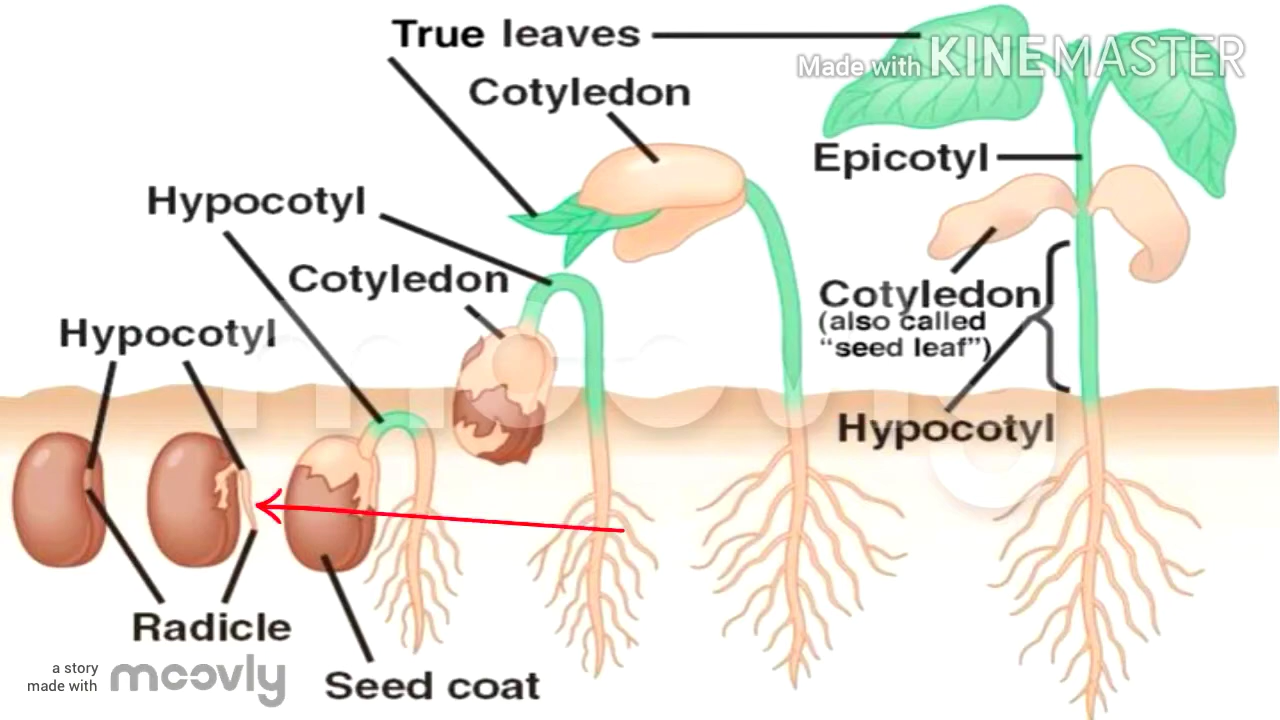 True leaves
Made with KINEMASTER
Cotyledon
Epicotyl
Hypocotyl
Cotyledon
Cotyledon
(also called
“seed leaf”)
Hypocotyl
Hypocotyl
Radicle
Seed coat
a story
made with moovly
moovly